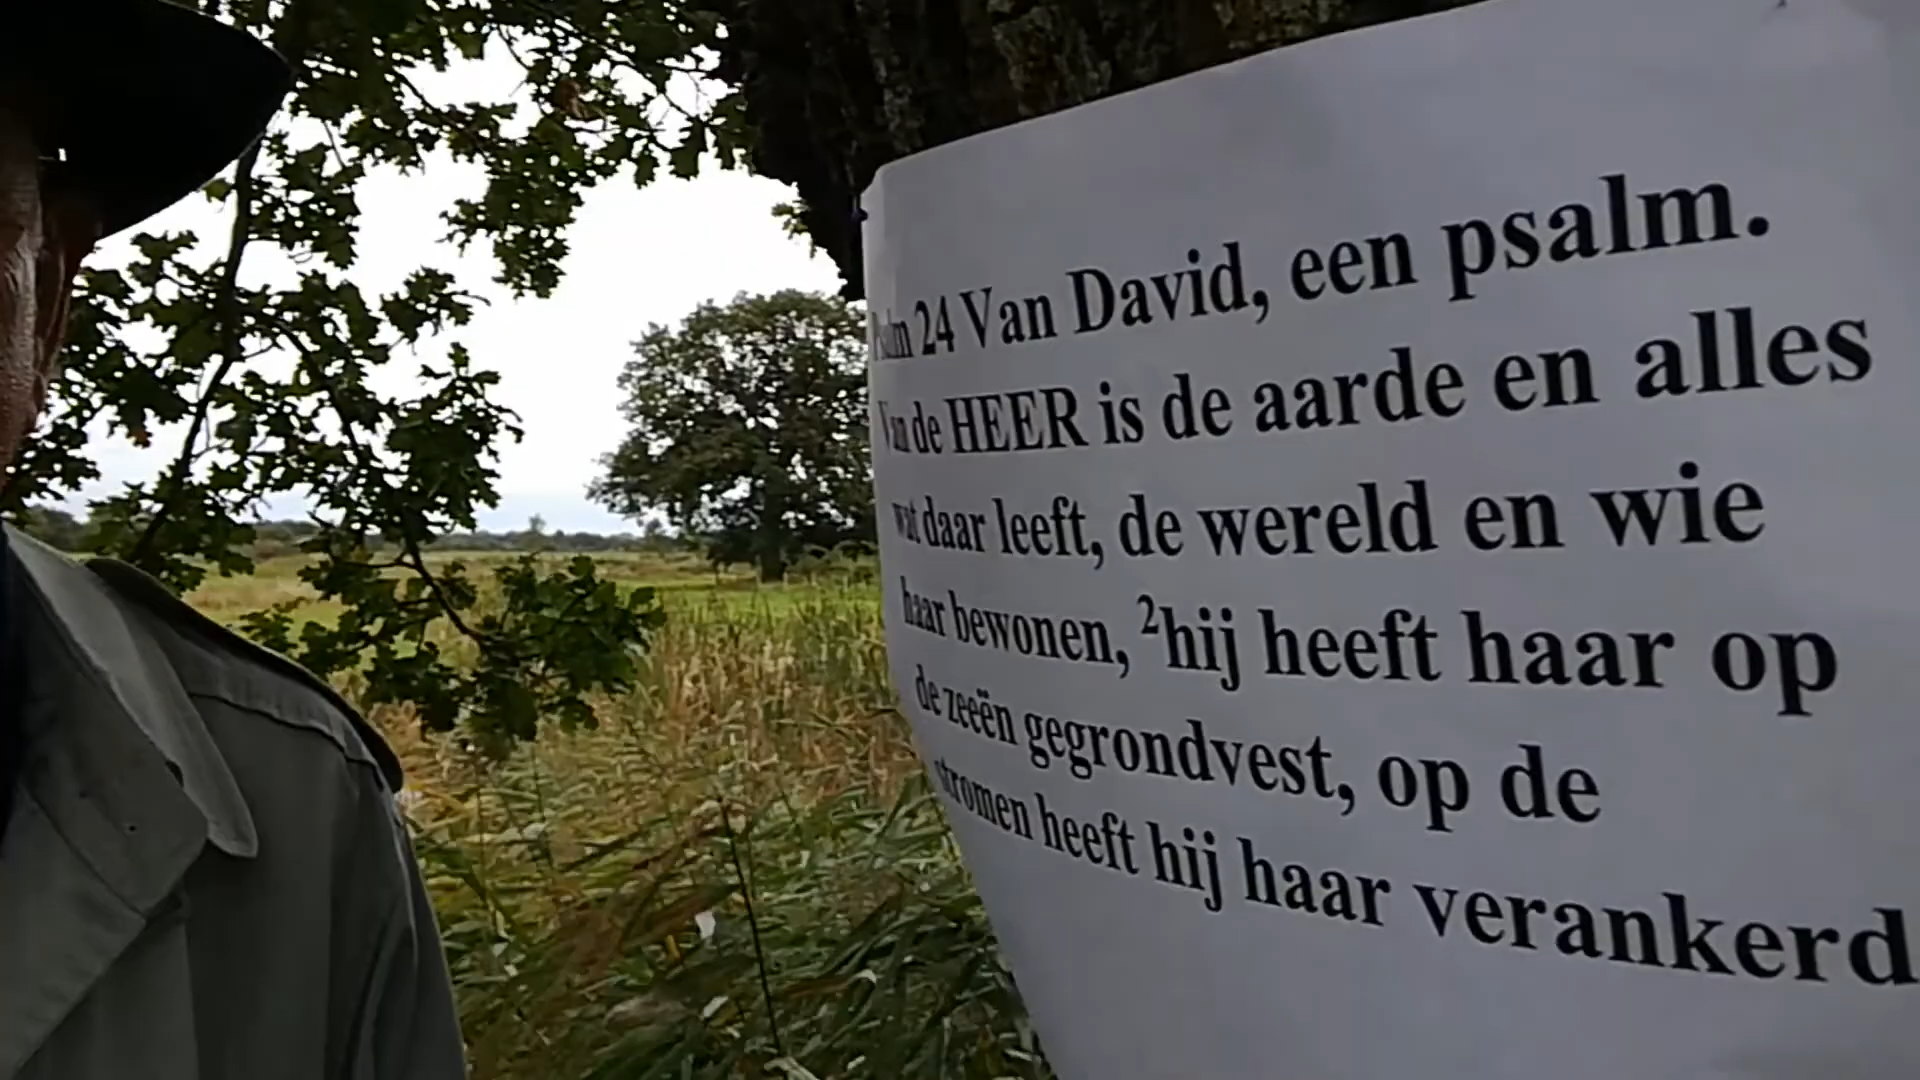 Psalm 24 Van David, een psalm.
Van de HEER is de aarde en alles
wat daar leeft, de wereld en wie
haar bewonen, ²hij heeft haar op
de zeeën gegrondvest, op de
stromen heeft hij haar verankerd